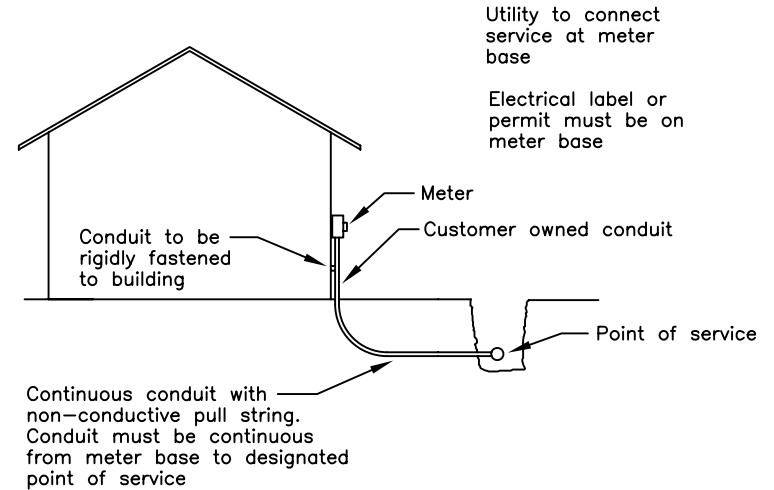 Utility to connect
service at meter
base
Electrical label or
permit must be on
meter base
Meter
Customer owned conduit
Conduit to be
rigidly fastened
to building
Point of service
Continuous conduit with
non-conductive pull string.
Conduit must be continuous
from meter base to designated
point of service